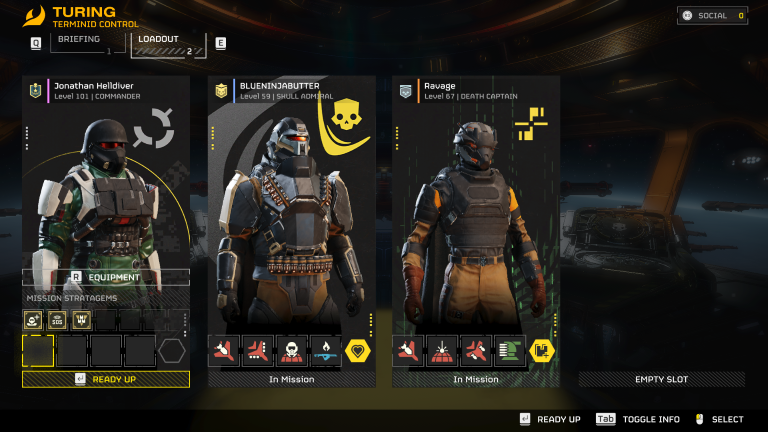 TURING
TERMINID CONTROL
SOCIAL 0
Q
BRIEFING
1
LOADOUT
2
E
Jonathan Helldiver
Level 101 | COMMANDER
BLUENINJABUTTER
Level 59 | SKULL ADMIRAL
Ravage
Level 67 | DEATH CAPTAIN
R EQUIPMENT
MISSION STRATAGEMS
SOS
READY UP
In Mission
In Mission
EMPTY SLOT
READY UP
Tab TOGGLE INFO
SELECT